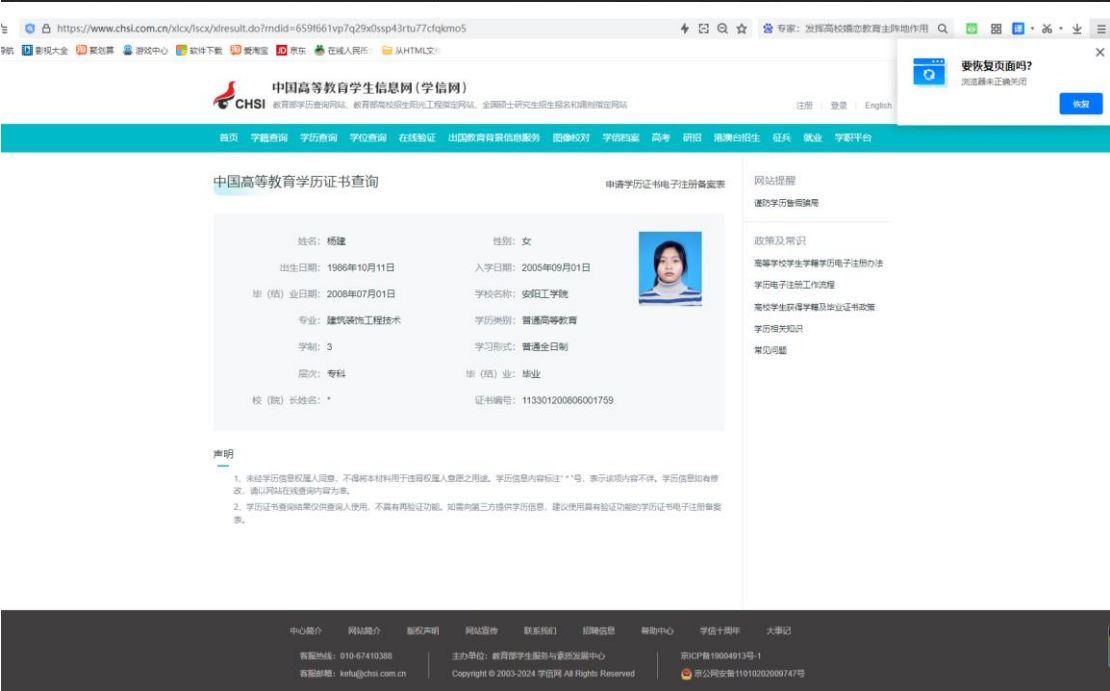 https://www.chsi.com.cn/xlcx/lscx/xlresult.do?rndid=659f661vp7q29x0ssp43rtu77cfqkmo5
专家：发挥高校婚恋教育主阵地作用
影视大全 聚划算 游戏中心 软件下载 爱淘宝 京东 在线人民币: 从HTML文
要恢复页面吗?
浏览器未正确关闭
恢复
中国高等教育学生信息网(学信网)
CHSI 教育部学历查询网站、教育部高校招生阳光工程指定网站、全国硕士研究生招生报名和调剂指定网站
注册 登录 English
首页 学籍查询 学历查询 学位查询 在线验证 出国教育背景信息服务 图像校对 学信档案 高考 研招 港澳台招生 征兵 就业 学职平台
中国高等教育学历证书查询
申请学历证书电子注册备案表
姓名: 杨建 性别: 女
出生日期: 1986年10月11日 入学日期: 2005年09月01日
毕（结）业日期: 2008年07月01日 学校名称: 安阳工学院
专业: 建筑装饰工程技术 学历类别: 普通高等教育
学制: 3 学习形式: 普通全日制
层次: 专科 毕（结）业: 毕业
校（院）长姓名: * 证书编号: 113301200806001759
声明
1、未经学历信息权属人同意，不得将本材料用于违背权属人意愿之用途。学历信息内容标注“*”号，表示该项内容不详。学历信息如有修
改，请以网站在线查询内容为准。
2、学历证书查询结果仅供查询人使用，不具有再验证功能。如需向第三方提供学历信息，建议使用具有验证功能的学历证书电子注册备案
表。
网站提醒
谨防学历售假骗局
政策及常识
高等学校学生学籍学历电子注册办法
学历电子注册工作流程
高校学生获得学籍及毕业证书政策
学历相关知识
常见问题
中心简介 网站简介 版权声明 网站宣传 联系我们 招聘信息 帮助中心 学信十周年 大事记
客服热线：010-67410388 主办单位：教育部学生服务与素质发展中心 京ICP备19004913号-1
客服邮箱：kefu@chsi.com.cn Copyright © 2003-2024 学信网 All Rights Reserved 京公网安备11010202009747号